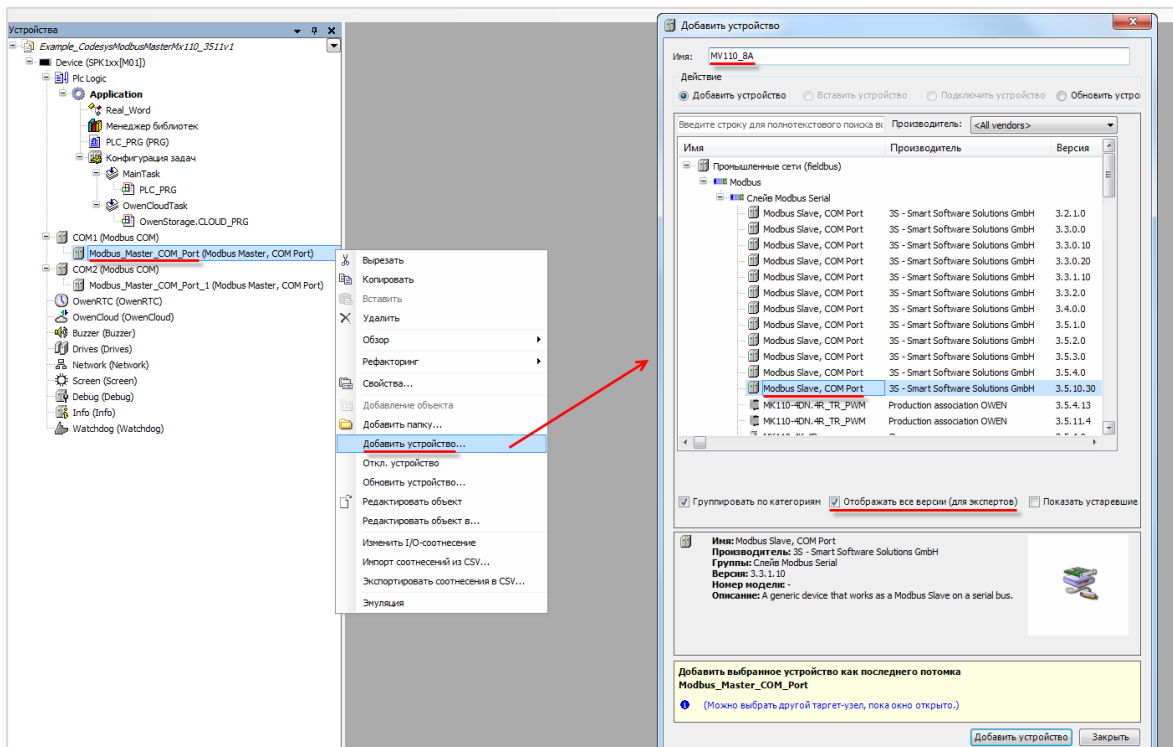 Устройства
Example_CodesysModbusMasterMx110_3511v1
Device (SPK1xx[M01])
Plc Logic
Application
Real_Word
Менеджер библиотек
PLC_PRG (PRG)
Конфигурация задач
MainTask
PLC_PRG
OwenCloudTask
OwenStorage.CLOUD_PRG
COM1 (Modbus COM)
Modbus_Master_COM_Port (Modbus Master, COM Port)
COM2 (Modbus COM)
Modbus_Master_COM_Port_1 (Modbus Master, COM Port)
OwenRTC (OwenRTC)
OwenCloud (OwenCloud)
Buzzer (Buzzer)
Drives (Drives)
Network (Network)
Screen (Screen)
Debug (Debug)
Info (Info)
Watchdog (Watchdog)
Вырезать
Копировать
Вставить
Удалить
Обзор
Рефакторинг
Свойства...
Добавление объекта
Добавить папку...
Добавить устройство...
Откл. устройство
Обновить устройство...
Редактировать объект
Редактировать объект в...
Изменить I/O-соотнесение
Импорт соотнесений из CSV...
Экспортировать соотнесения в CSV...
Эмуляция
Добавить устройство
Имя: MV110_8A
Действие
Добавить устройство Вставить устройство Подключить устройство Обновить устро
Введите строку для полнотекстового поиска вс Производитель: <All vendors>
Имя Производитель Версия
Промышленные сети (fieldbus)
Modbus
Слейв Modbus Serial
Modbus Slave, COM Port 3S - Smart Software Solutions GmbH 3.2.1.0
Modbus Slave, COM Port 3S - Smart Software Solutions GmbH 3.3.0.0
Modbus Slave, COM Port 3S - Smart Software Solutions GmbH 3.3.0.10
Modbus Slave, COM Port 3S - Smart Software Solutions GmbH 3.3.0.20
Modbus Slave, COM Port 3S - Smart Software Solutions GmbH 3.3.1.10
Modbus Slave, COM Port 3S - Smart Software Solutions GmbH 3.3.2.0
Modbus Slave, COM Port 3S - Smart Software Solutions GmbH 3.4.0.0
Modbus Slave, COM Port 3S - Smart Software Solutions GmbH 3.5.1.0
Modbus Slave, COM Port 3S - Smart Software Solutions GmbH 3.5.2.0
Modbus Slave, COM Port 3S - Smart Software Solutions GmbH 3.5.3.0
Modbus Slave, COM Port 3S - Smart Software Solutions GmbH 3.5.4.0
Modbus Slave, COM Port 3S - Smart Software Solutions GmbH 3.5.10.30
MK110-4DN.4R_TR_PWM Production association OWEN 3.5.4.13
MK110-4DN.4R_TR_PWM Production association OWEN 3.5.11.4
Группировать по категориям Отображать все версии (для экспертов) Показать устаревшие
Имя: Modbus Slave, COM Port
Производитель: 3S - Smart Software Solutions GmbH
Группы: Слейв Modbus Serial
Версия: 3.3.1.10
Номер модели: -
Описание: A generic device that works as a Modbus Slave on a serial bus.
Добавить выбранное устройство как последнего потомка
Modbus_Master_COM_Port
(Можно выбрать другой таргет-узел, пока окно открыто.)
Добавить устройство Закрыть